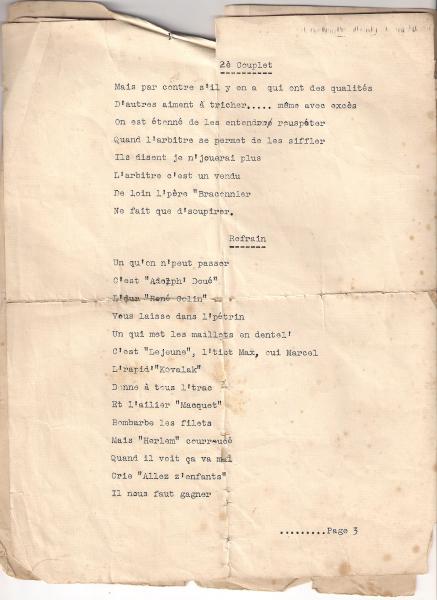 2è Couplet
Mais par contre s'il y en a qui ont des qualités
D'autres aiment à tricher..... même avec excès
On est étonné de les entendre rouspéter
Quand l'arbitre se permet de les siffler
Ils disent je n'jouerai plus
L'arbitre c'est un vendu
De loin l'père "Braconnier
Ne fait que d'soupirer.
Refrain
Un qu'on n'peut passer
C'est "Adolph' Doué"
L'dur "René Colin"
Vous laisse dans l'pétrin
Un qui met les maillots en dentel'
C'est "Lejeune", l'tiot Max, cui Marcel
L'rapid'"Kovalak"
Donne à tous l'trac
Et l'ailier "Macquet"
Bombarbe les filets
Mais "Herlem" courroucé
Quand il voit ça va mal
Crie "Allez z'enfants"
Il nous faut gagner
.........Page 3